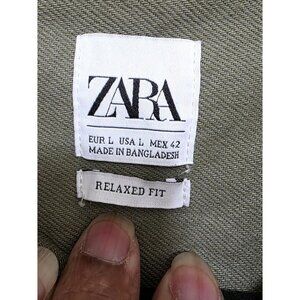 ZARA
EUR L USA L MEX 42
MADE IN BANGLADESH
RELAXED FIT